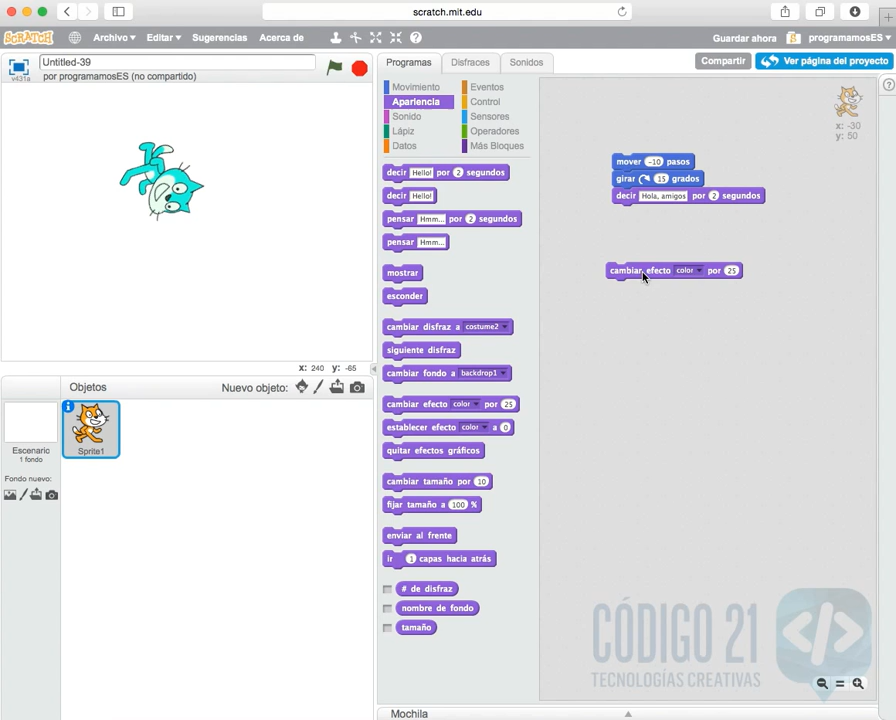 scratch.mit.edu
SCRATCH
Archivo▼ Editar▼ Sugerencias Acerca de
Guardar ahora programamosES▼
v431a
Untitled-39
por programamosES (no compartido)
Programas Disfraces Sonidos
Compartir Ver página del proyecto
Movimiento Eventos
Apariencia Control
Sonido Sensores
Lápiz Operadores
Datos Más Bloques
decir Hello! por 2 segundos
decir Hello!
pensar Hmm... por 2 segundos
pensar Hmm...
mostrar
esconder
cambiar disfraz a costume2
siguiente disfraz
cambiar fondo a backdrop1
cambiar efecto color por 25
establecer efecto color a 0
quitar efectos gráficos
cambiar tamaño por 10
fijar tamaño a 100 %
enviar al frente
ir 1 capas hacia atrás
# de disfraz
nombre de fondo
tamaño
x: -30
y: 50
mover -10 pasos
girar 15 grados
decir Hola, amigos por 2 segundos
cambiar efecto color por 25
x: 240 y: -65
Objetos Nuevo objeto:
Sprite1
Escenario
1 fondo
Fondo nuevo:
CÓDIGO 21
TECNOLOGÍAS CREATIVAS
</>
Mochila